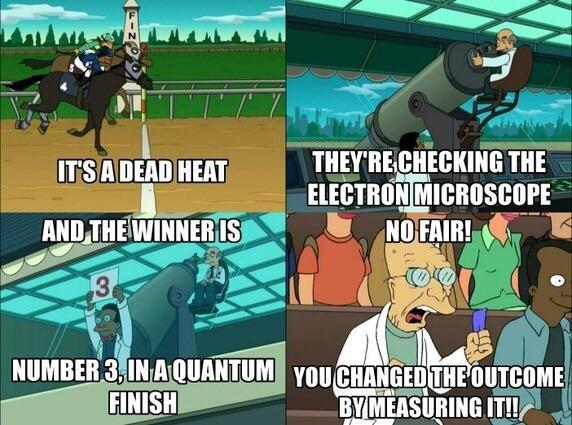 FIN
IT'S A DEAD HEAT
THEY'RE CHECKING THE
ELECTRON MICROSCOPE
AND THE WINNER IS
3
NUMBER 3, IN A QUANTUM
FINISH
NO FAIR!
YOU CHANGED THE OUTCOME
BY MEASURING IT!!